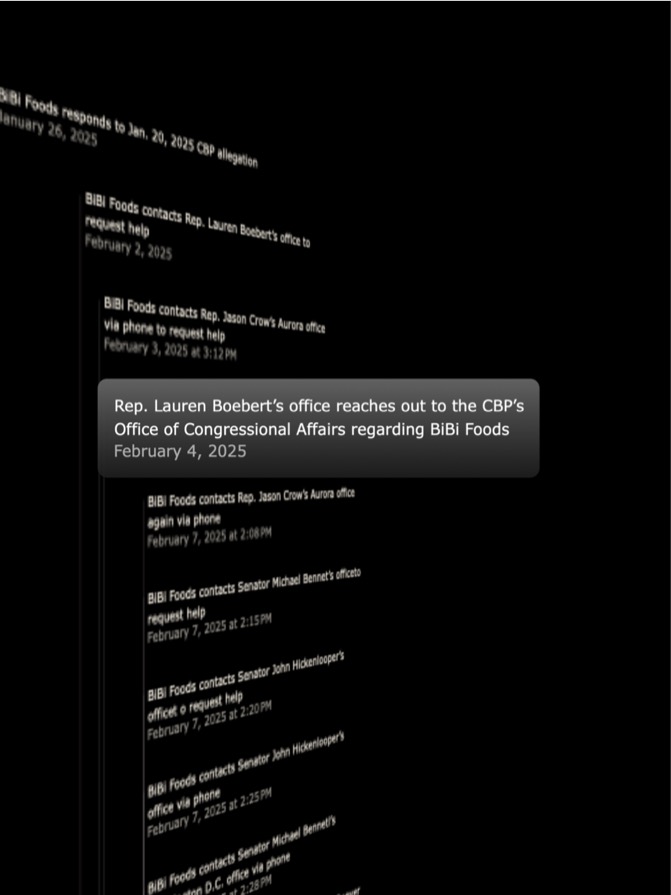 BiBi Foods responds to Jan. 20, 2025 CBP allegation
January 26, 2025
BiBi Foods contacts Rep. Lauren Boebert's office to
request help
February 2, 2025
BiBi Foods contacts Rep. Jason Crow's Aurora office
via phone to request help
February 3, 2025 at 3:12 PM
Rep. Lauren Boebert's office reaches out to the CBP's
Office of Congressional Affairs regarding BiBi Foods
February 4, 2025
BiBi Foods contacts Rep. Jason Crow's Aurora office
again via phone
February 7, 2025 at 2:08 PM
BiBi Foods contacts Senator Michael Bennet's officeto
request help
February 7, 2025 at 2:15 PM
BiBi Foods contacts Senator John Hickenlooper's
officet o request help
February 7, 2025 at 2:20 PM
BiBi Foods contacts Senator John Hickenlooper's
office via phone
February 7, 2025 at 2:25 PM
BiBi Foods contacts Senator Michael Bennett's
D.C. office via phone
at 2:28 PM